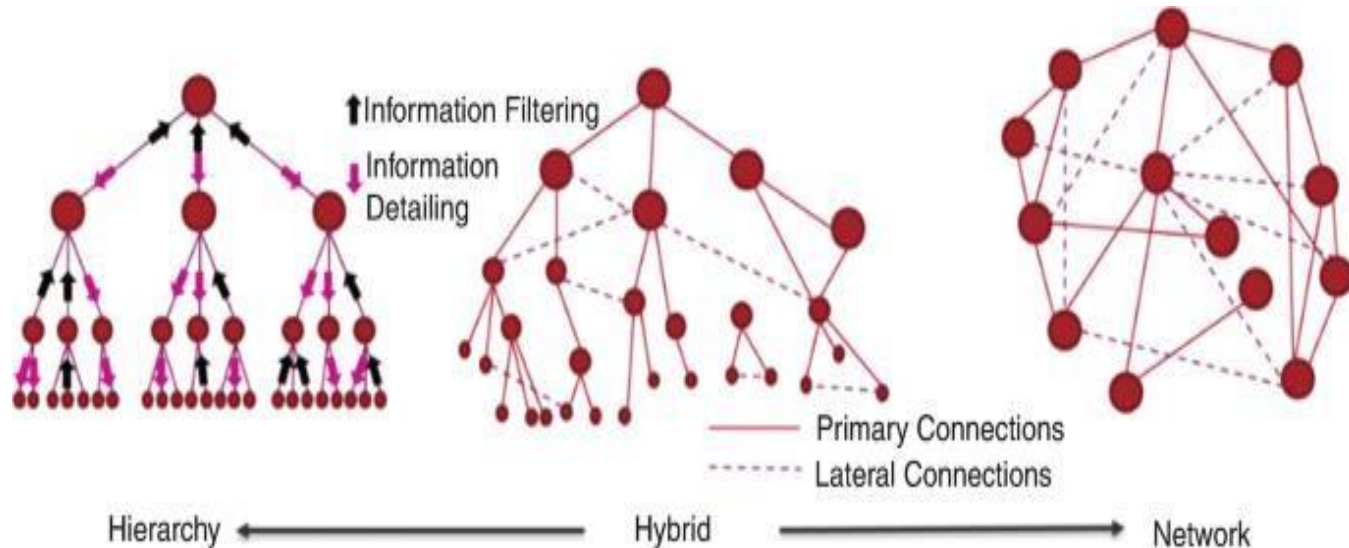 Information Filtering
Information
Detailing
Primary Connections
Lateral Connections
Hierarchy
Hybrid
Network